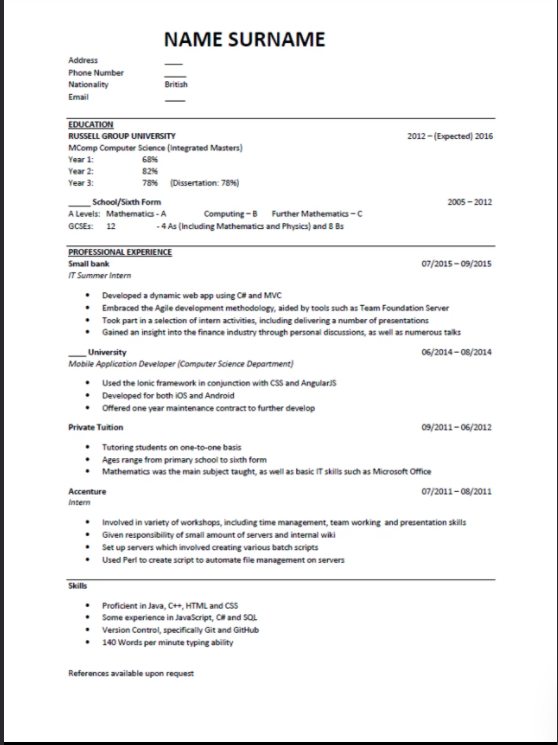 NAME SURNAME
Address ____
Phone Number ____
Nationality British
Email ____
EDUCATION
RUSSELL GROUP UNIVERSITY 2012 – (Expected) 2016
MComp Computer Science (Integrated Masters)
Year 1: 68%
Year 2: 82%
Year 3: 78% (Dissertation: 78%)
____ School/Sixth Form 2005 – 2012
A Levels: Mathematics - A Computing – B Further Mathematics – C
GCSEs: 12 - 4 As (Including Mathematics and Physics) and 8 Bs
PROFESSIONAL EXPERIENCE
Small bank 07/2015 – 09/2015
IT Summer Intern
• Developed a dynamic web app using C# and MVC
• Embraced the Agile development methodology, aided by tools such as Team Foundation Server
• Took part in a selection of intern activities, including delivering a number of presentations
• Gained an insight into the finance industry through personal discussions, as well as numerous talks
____ University 06/2014 – 08/2014
Mobile Application Developer (Computer Science Department)
• Used the Ionic framework in conjunction with CSS and AngularJS
• Developed for both iOS and Android
• Offered one year maintenance contract to further develop
Private Tuition 09/2011 – 06/2012
• Tutoring students on one-to-one basis
• Ages range from primary school to sixth form
• Mathematics was the main subject taught, as well as basic IT skills such as Microsoft Office
Accenture 07/2011 – 08/2011
Intern
• Involved in variety of workshops, including time management, team working and presentation skills
• Given responsibility of small amount of servers and internal wiki
• Set up servers which involved creating various batch scripts
• Used Perl to create script to automate file management on servers
Skills
• Proficient in Java, C++, HTML and CSS
• Some experience in JavaScript, C# and SQL
• Version Control, specifically Git and GitHub
• 140 Words per minute typing ability
References available upon request